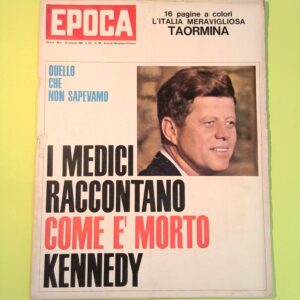 EPOCA
16 pagine a colori
L'ITALIA MERAVIGLIOSA
TAORMINA
QUELLO
CHE
NON SAPEVAMO
I MEDICI
RACCONTANO
COME E' MORTO
KENNEDY